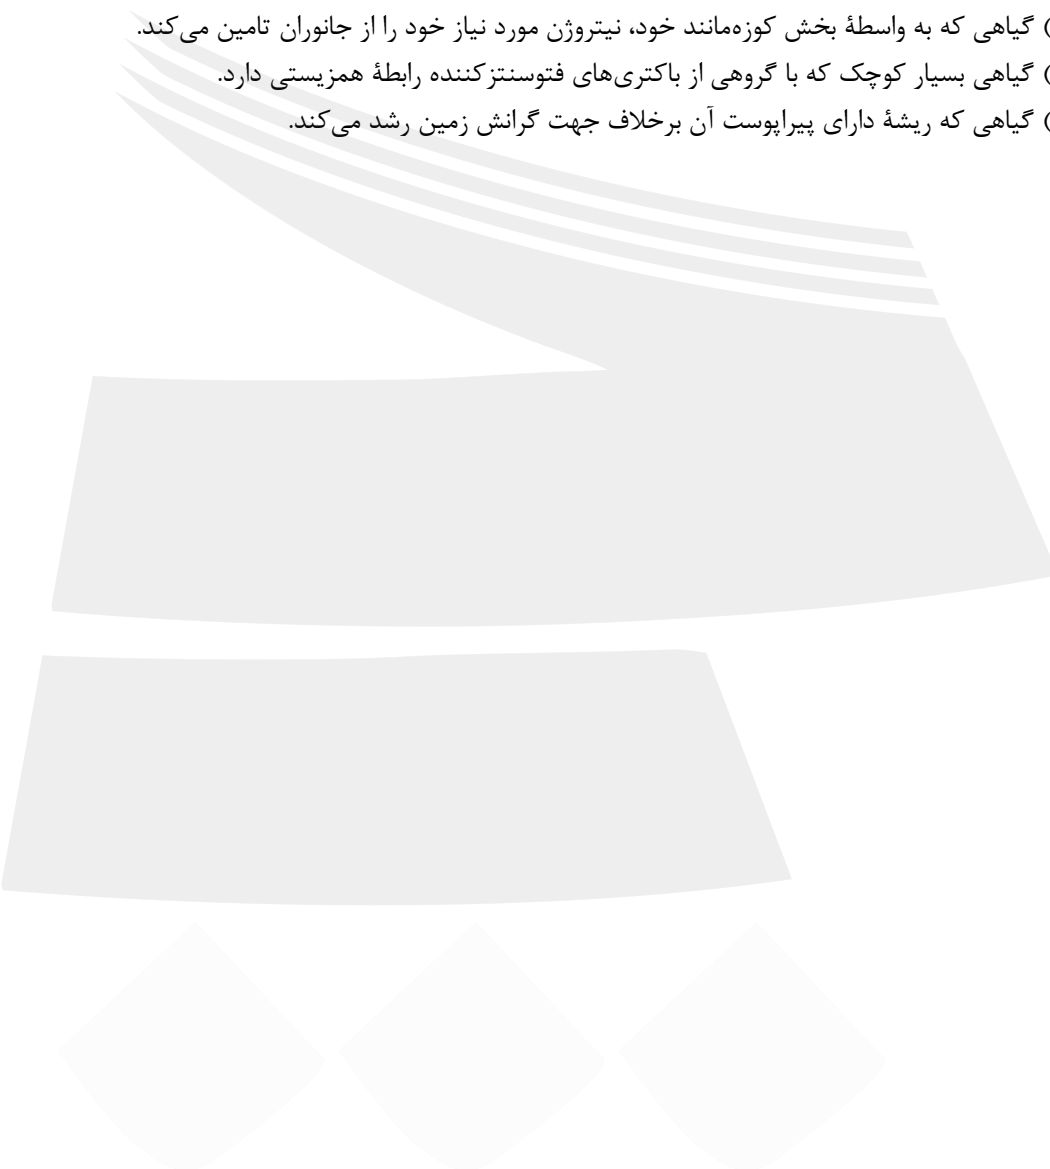 ) گیاهی که به واسطهٔ بخش کوزه‌مانند خود، نیتروژن مورد نیاز خود را از جانوران تامین می‌کند.
) گیاهی بسیار کوچک که با گروهی از باکتری‌های فتوسنتزکننده رابطهٔ همزیستی دارد.
) گیاهی که ریشهٔ دارای پیراپوست آن برخلاف جهت گرانش زمین رشد می‌کند.